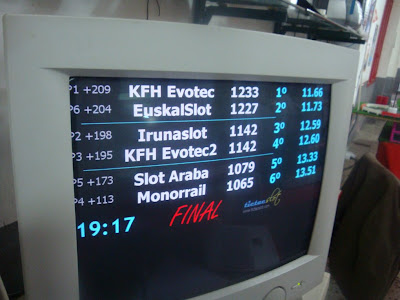 P1 +209 KFH Evotec 1233 1º 11.66
P6 +204 EuskalSlot 1227 2º 11.73
P2 +198 Irunaslot 1142 3º 12.59
P3 +195 KFH Evotec2 1142 4º 12.60
P5 +173 Slot Araba 1079 5º 13.33
P4 +113 Monorrail 1065 6º 13.51
19:17 FINAL